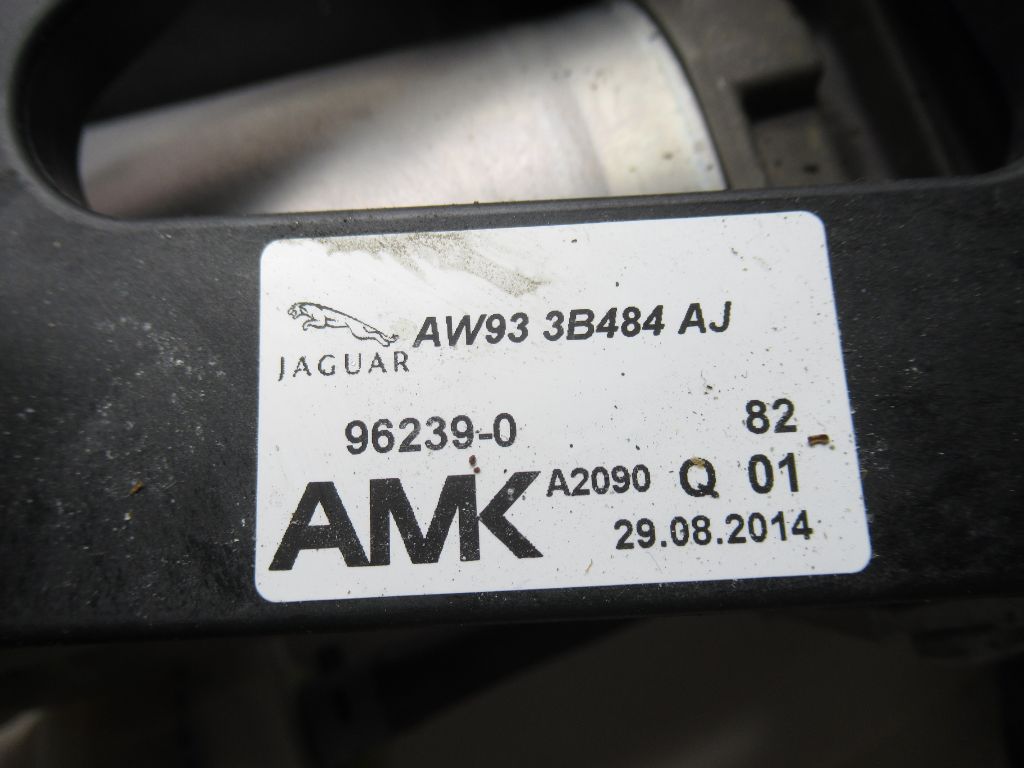 JAGUAR AW93 3B484 AJ
96239-0 82
AMK A2090 Q 01
29.08.2014